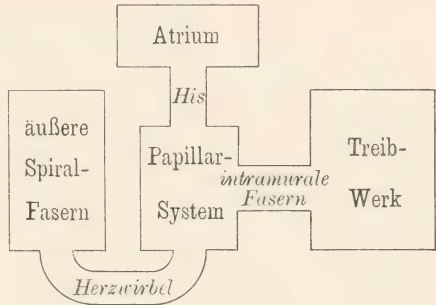 Atrium
His
äußere
Spiral-
Fasern
Papillar-
System
intramurale
Fasern
Treib-
Werk
Herzwirbel